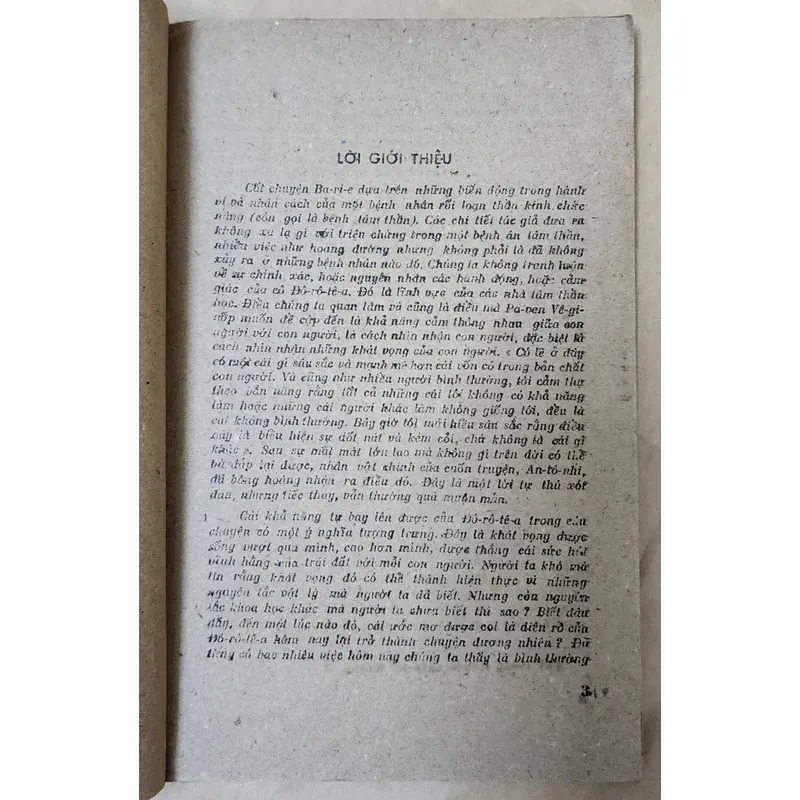 LỜI GIỚI THIỆU
Cốt chuyện Ba-ri-e dựa trên những biến động trong hành
vi và nhân cách của một bệnh nhân rối loạn thần kinh chức
năng (còn gọi là bệnh tâm thần). Các chi tiết tác giả đưa ra
không xa lạ gì với triệu chứng trong một bệnh án tâm thần,
nhiều việc như hoang đường nhưng không phải là đã không
xảy ra ở những bệnh nhân nào đó. Chúng ta không tranh luận
về sự chính xác, hoặc nguyên nhân các hành động, hoặc cảm
giác của cô Đô-rô-tê-a. Đó là lĩnh vực của các nhà tâm thần
học. Điều chúng ta quan tâm và cũng là điều mà Pa-ven Vê-gi-
nốp muốn đề cập đến là khả năng cảm thông nhau giữa con
người với con người, là cách nhìn nhận con người, đặc biệt là
cách nhìn nhận những khát vọng của con người. « Có lẽ ở đây
có một cái gì sâu sắc và mạnh mẽ hơn cái vốn có trong bản chất
con người. Và cũng như nhiều người bình thường, tôi cảm thụ
theo bản năng rằng tất cả những cái tôi không có khả năng
làm hoặc những cái người khác làm không giống tôi, đều là
cái không bình thường. Bây giờ tôi mới hiểu sâu sắc rằng điều
này là biểu hiện sự dốt nát và kém cỏi, chứ không là cái gì
khác ». Sau sự mất mát lớn lao mà không gì trên đời có thể
bù đắp lại được, nhân vật chính của cuốn truyện, An-tô-nhi,
đã bàng hoàng nhận ra điều đó. Đây là một lời tự thú xót
đau, nhưng tiếc thay, vẫn thường quá muộn mằn.
Cái khả năng tự bay lên được của Đô-rô-tê-a trong câu
chuyện có một ý nghĩa tượng trưng. Đây là khát vọng được
sống vượt qua mình, cao hơn mình, được thắng cái sức hút
vĩnh hằng của trái đất với mỗi con người. Người ta khó mà
tin rằng khát vọng đó có thể thành hiện thực vì những
nguyên tắc vật lý mà người ta đã biết. Nhưng còn nguyên
tắc khoa học khác mà người ta chưa biết thì sao ? Biết đâu
đấy, đến một lúc nào đó, cái ước mơ được coi là điên rồ của
Đô-rô-tê-a hôm nay lại trở thành chuyện đương nhiên ? Đã
từng có bao nhiêu việc hôm nay chúng ta thấy là bình thường
3